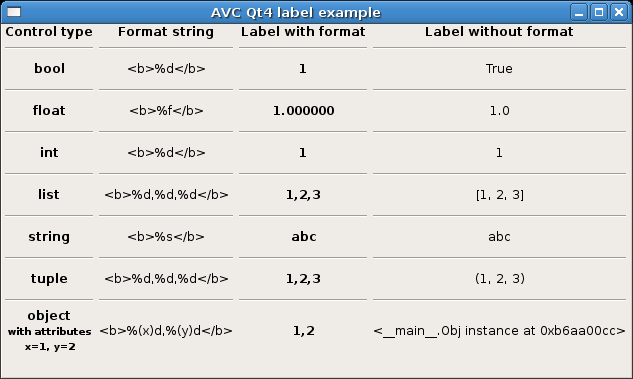 AVC Qt4 label example
Control type Format string Label with format Label without format
bool <b>%d</b> 1 True
float <b>%f</b> 1.000000 1.0
int <b>%d</b> 1 1
list <b>%d,%d,%d</b> 1,2,3 [1, 2, 3]
string <b>%s</b> abc abc
tuple <b>%d,%d,%d</b> 1,2,3 (1, 2, 3)
object
with attributes <b>%(x)d,%(y)d</b> 1,2 <__main__.Obj instance at 0xb6aa00cc>
x=1, y=2